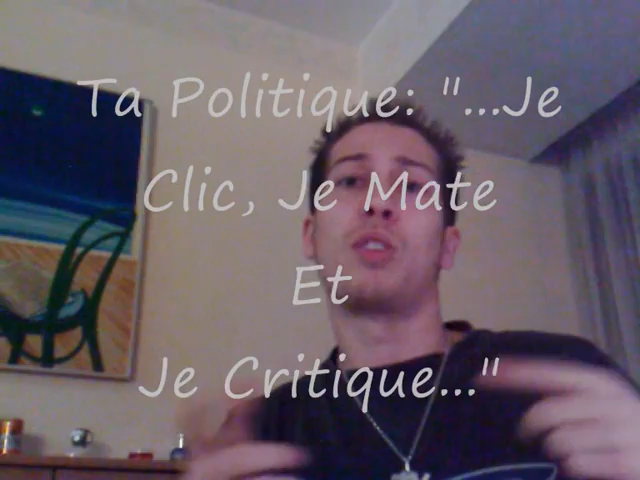 Ta Politique: "...Je
Clic, Je Mate
Et
Je Critique..."